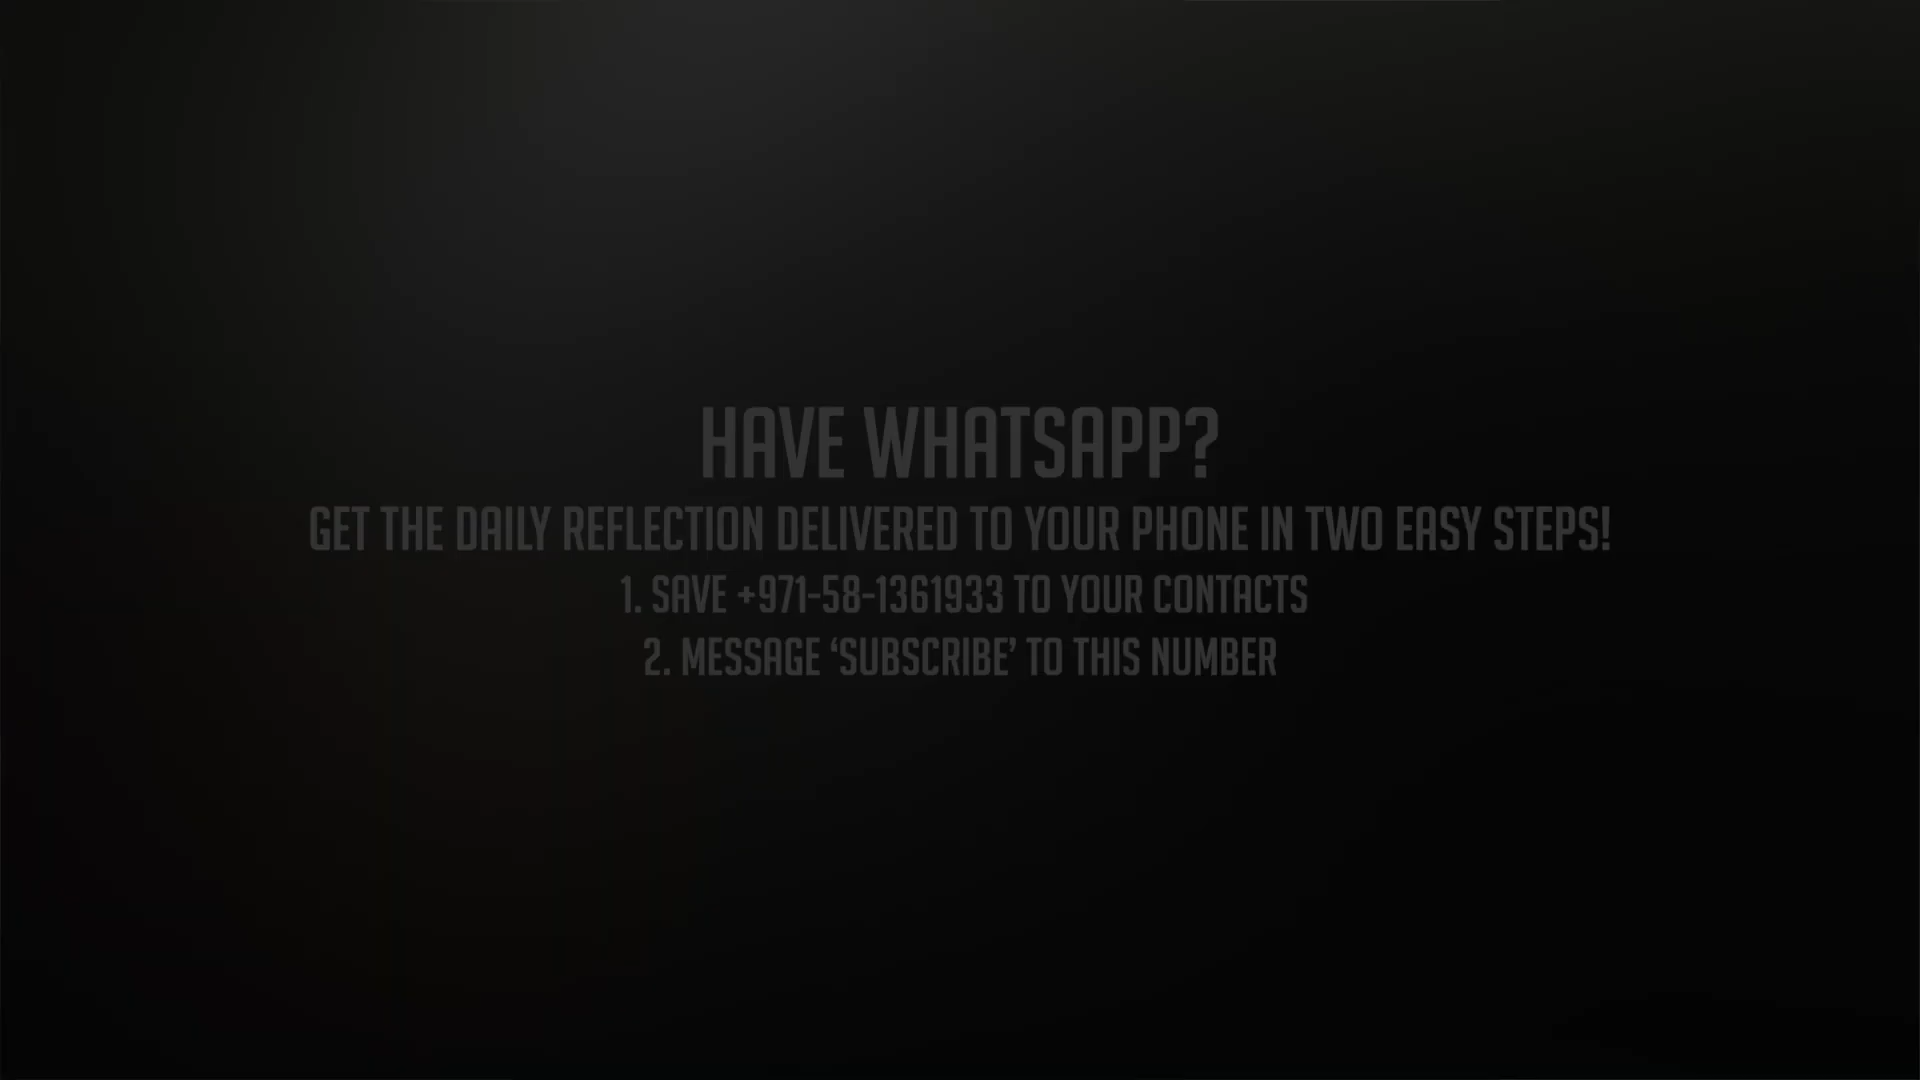 HAVE WHATSAPP?
GET THE DAILY REFLECTION DELIVERED TO YOUR PHONE IN TWO EASY STEPS!
1. SAVE +971-58-1361933 TO YOUR CONTACTS
2. MESSAGE ‘SUBSCRIBE’ TO THIS NUMBER